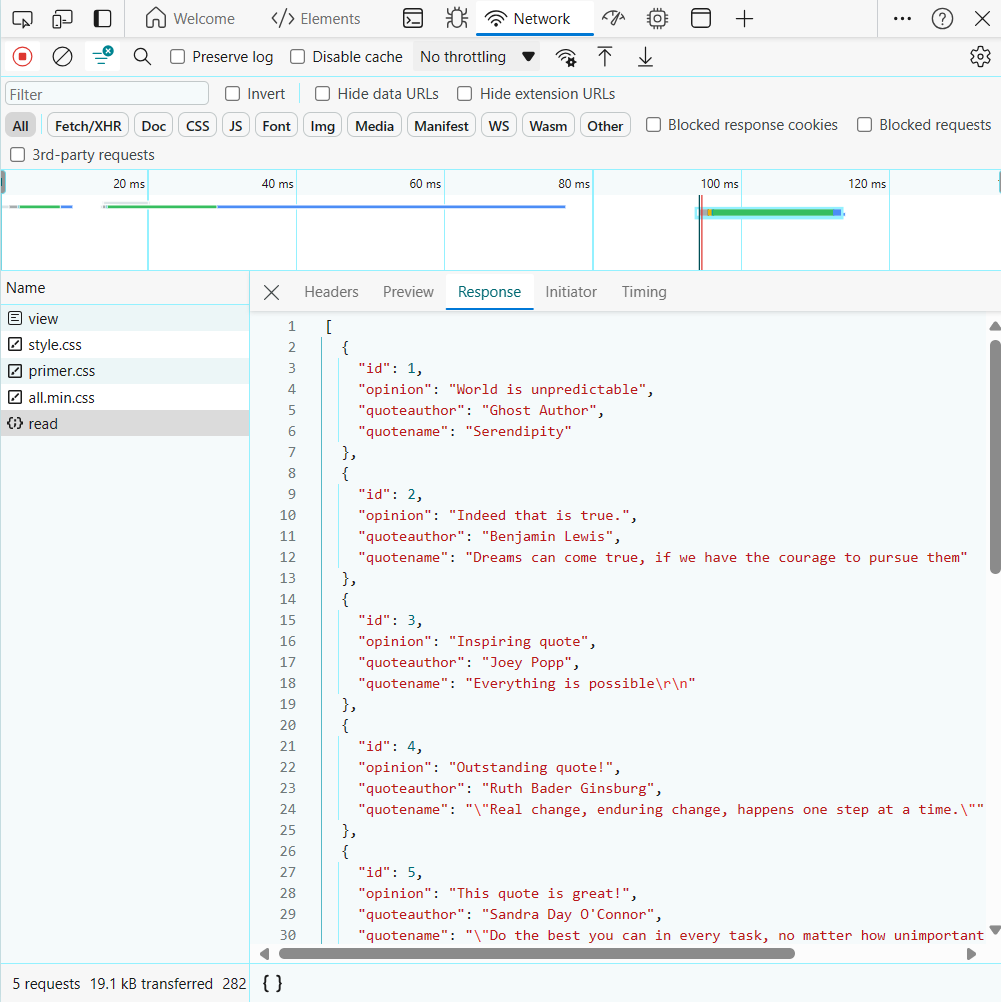 Welcome </> Elements Network
Preserve log Disable cache No throttling
Filter Invert Hide data URLs Hide extension URLs
All Fetch/XHR Doc CSS JS Font Img Media Manifest WS Wasm Other Blocked response cookies Blocked requests
3rd-party requests
20 ms 40 ms 60 ms 80 ms 100 ms 120 ms
Name
view
style.css
primer.css
all.min.css
read
Headers Preview Response Initiator Timing
1 [
2 {
3 "id": 1,
4 "opinion": "World is unpredictable",
5 "quoteauthor": "Ghost Author",
6 "quotename": "Serendipity"
7 },
8 {
9 "id": 2,
10 "opinion": "Indeed that is true.",
11 "quoteauthor": "Benjamin Lewis",
12 "quotename": "Dreams can come true, if we have the courage to pursue them"
13 },
14 {
15 "id": 3,
16 "opinion": "Inspiring quote",
17 "quoteauthor": "Joey Popp",
18 "quotename": "Everything is possible\r\n"
19 },
20 {
21 "id": 4,
22 "opinion": "Outstanding quote!",
23 "quoteauthor": "Ruth Bader Ginsburg",
24 "quotename": "\"Real change, enduring change, happens one step at a time.\""
25 },
26 {
27 "id": 5,
28 "opinion": "This quote is great!",
29 "quoteauthor": "Sandra Day O'Connor",
30 "quotename": "\"Do the best you can in every task, no matter how unimportant
5 requests 19.1 kB transferred 282 { }